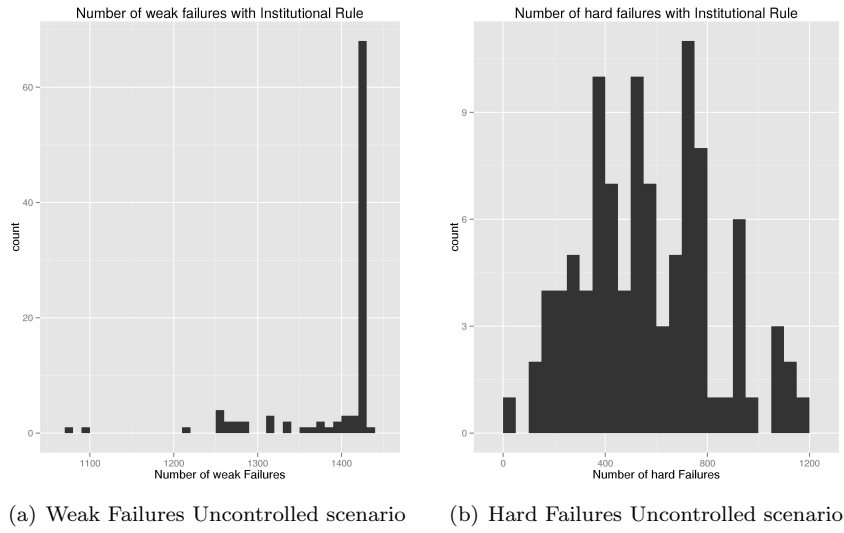 Number of weak failures with Institutional Rule
60
40
20
0
count
1100 1200 1300 1400
Number of weak Failures
(a) Weak Failures Uncontrolled scenario
Number of hard failures with Institutional Rule
9
6
3
0
count
0 400 800 1200
Number of hard Failures
(b) Hard Failures Uncontrolled scenario